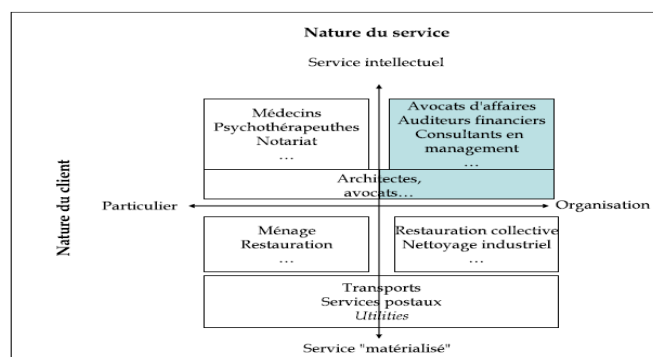 Nature du service
Service intellectuel
Médecins
Psychothérapeuthes
Notariat
…
Avocats d'affaires
Auditeurs financiers
Consultants en
management
…
Architectes,
avocats…
Nature du client
Particulier
Organisation
Ménage
Restauration
…
Restauration collective
Nettoyage industriel
…
Transports
Services postaux
Utilities
Service "matérialisé"